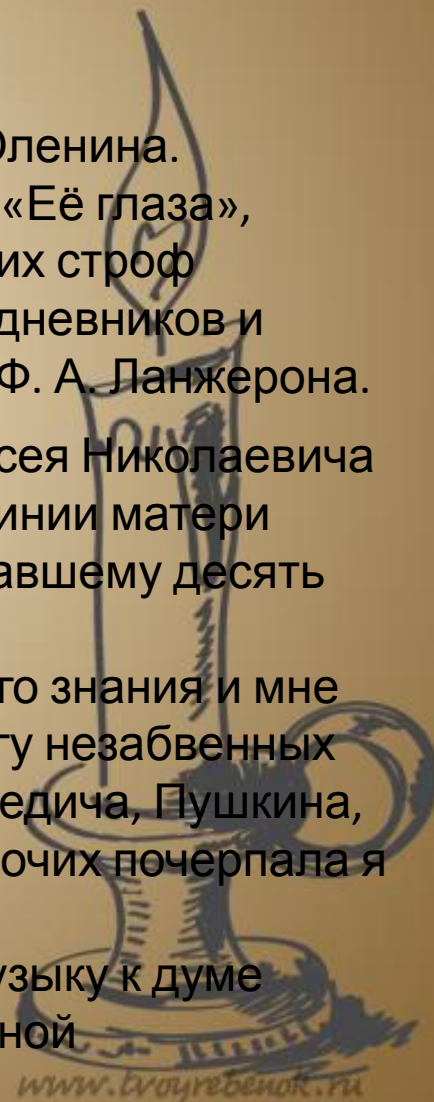 Оленина.
«Её глаза»,
их строф
дневников и
Ф. А. Ланжерона.
сея Николаевича
инии матери
авшему десять
го знания и мне
гу незабвенных
едича, Пушкина,
очих почерпала я
узыку к думе
ной
www.tvoyrebenok.ru